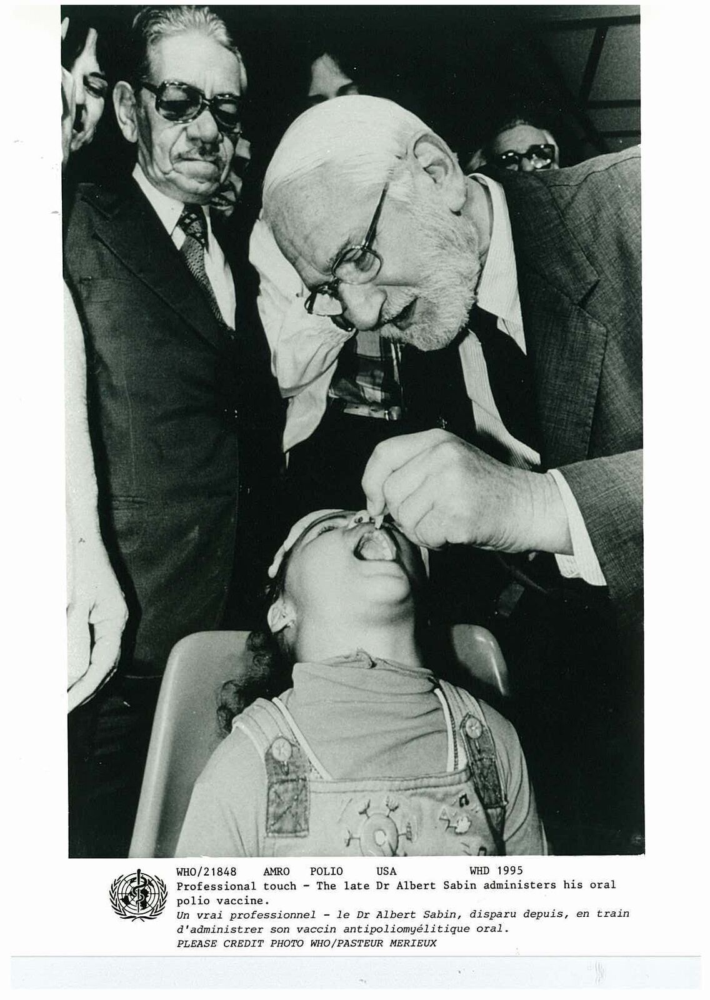 WHO/21848 AMRO POLIO USA WHD 1995
Professional touch - The late Dr Albert Sabin administers his oral
polio vaccine.
Un vrai professionnel - le Dr Albert Sabin, disparu depuis, en train
d'administrer son vaccin antipoliomyélitique oral.
PLEASE CREDIT PHOTO WHO/PASTEUR MERIEUX